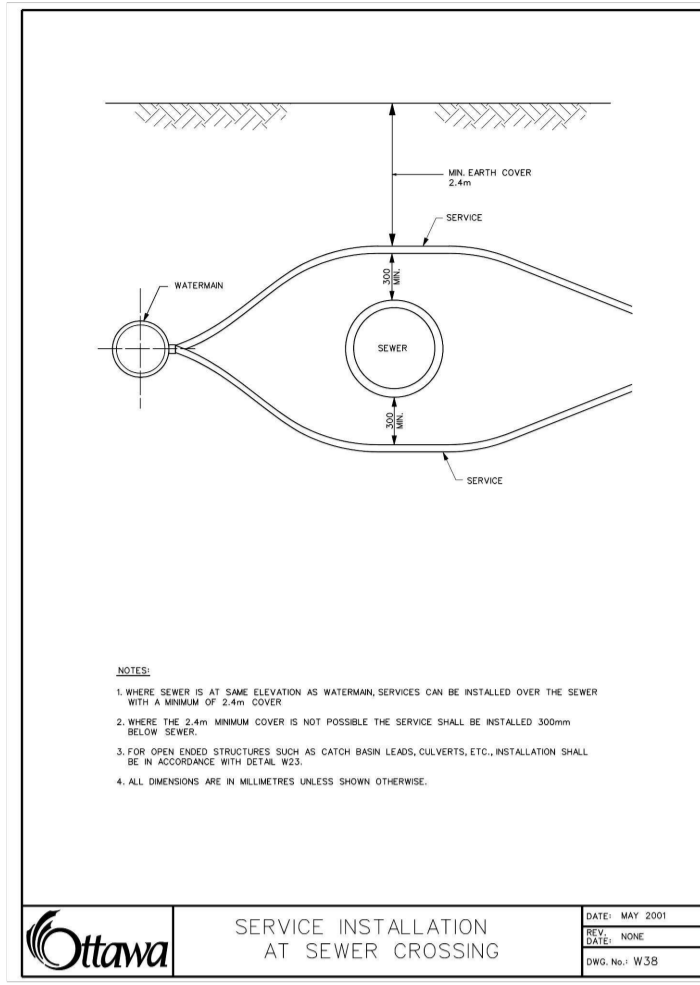 MIN. EARTH COVER
2.4m
SERVICE
300
MIN.
WATERMAIN
SEWER
300
MIN.
SERVICE
NOTES:
1. WHERE SEWER IS AT SAME ELEVATION AS WATERMAIN, SERVICES CAN BE INSTALLED OVER THE SEWER
WITH A MINIMUM OF 2.4m COVER
2. WHERE THE 2.4m MINIMUM COVER IS NOT POSSIBLE THE SERVICE SHALL BE INSTALLED 300mm
BELOW SEWER.
3. FOR OPEN ENDED STRUCTURES SUCH AS CATCH BASIN LEADS, CULVERTS, ETC., INSTALLATION SHALL
BE IN ACCORDANCE WITH DETAIL W23.
4. ALL DIMENSIONS ARE IN MILLIMETRES UNLESS SHOWN OTHERWISE.
Ottawa
SERVICE INSTALLATION
AT SEWER CROSSING
DATE: MAY 2001
REV.
DATE: NONE
DWG. No.: W38